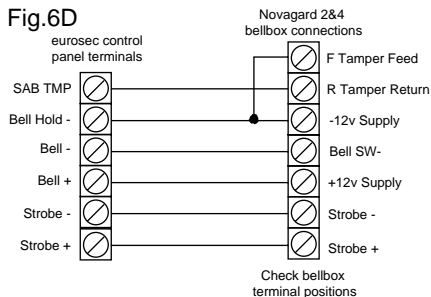 Fig.6D
eurosec control
panel terminals
Novagard 2&4
bellbox connections
F Tamper Feed
SAB TMP
R Tamper Return
Bell Hold -
-12v Supply
Bell -
Bell SW-
Bell +
+12v Supply
Strobe -
Strobe -
Strobe +
Strobe +
Check bellbox
terminal positions